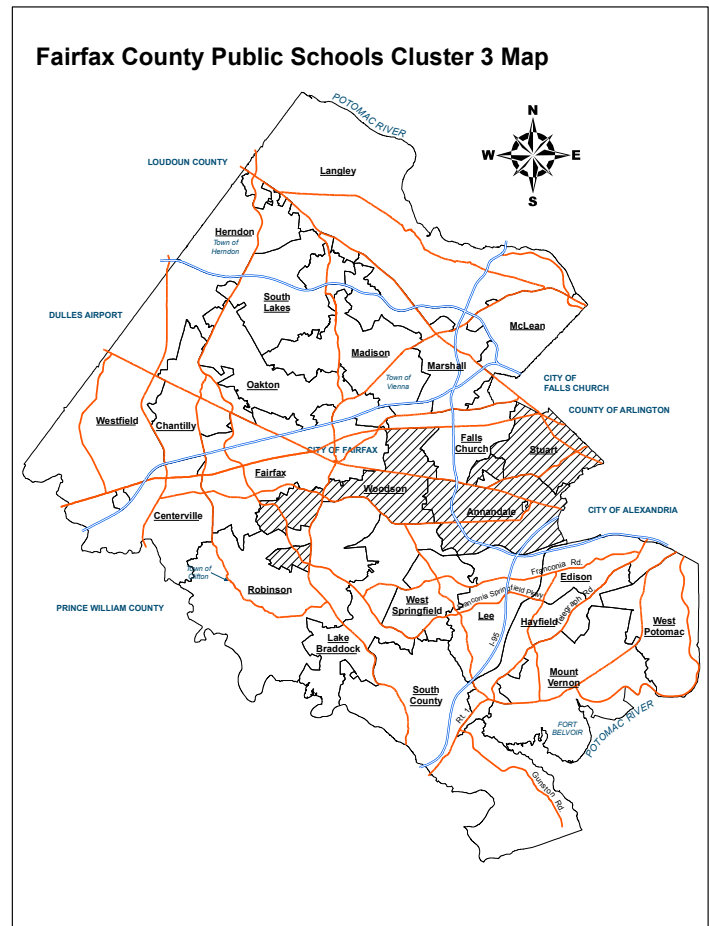 Fairfax County Public Schools Cluster 3 Map
POTOMAC RIVER
N
W
E
S
LOUDOUN COUNTY
Langley
Herndon
Town of
Herndon
South
Lakes
DULLES AIRPORT
McLean
Madison
Marshall
Town of
Vienna
Oakton
CITY OF
FALLS CHURCH
COUNTY OF ARLINGTON
Westfield
Chantilly
Falls
Church
Stuart
CITY OF FAIRFAX
Fairfax
Woodson
Annandale
CITY OF ALEXANDRIA
Centerville
Town of
Clifton
Robinson
Franconia Rd.
Edison
PRINCE WILLIAM COUNTY
West
Springfield
Franconia Springfield Pkwy
Lee
Telegraph Rd
Hayfield
West
Potomac
I-95
Lake
Braddock
Mount
Vernon
South
County
Rt. 1
FORT
BELVOIR
POTOMAC RIVER
Gunston Rd.